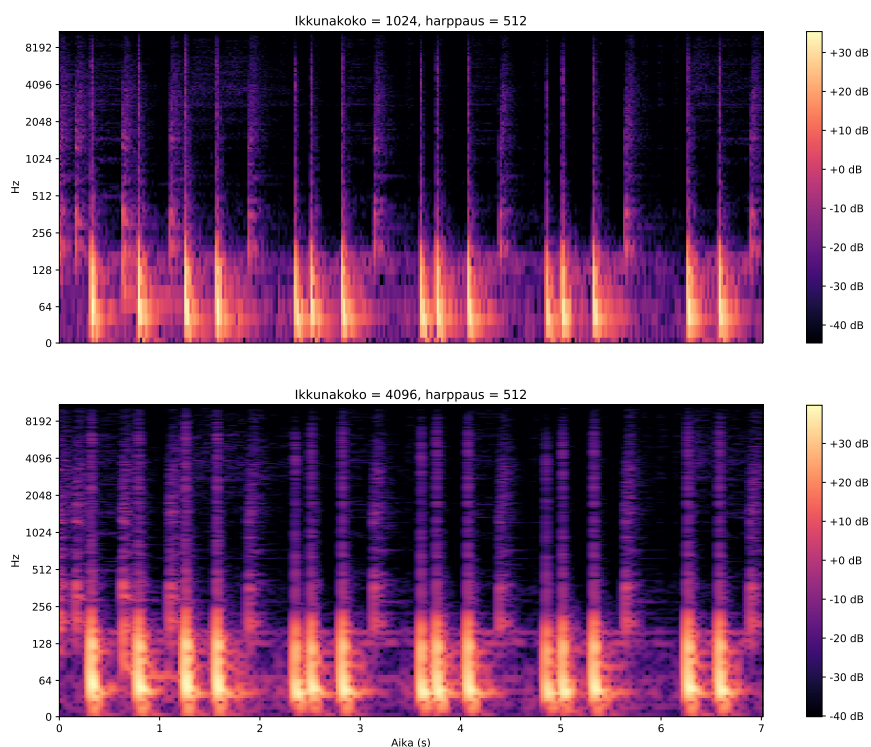 Ikkunakoko = 1024, harppaus = 512
8192
4096
2048
1024
512
256
128
64
0
Hz
+30 dB
+20 dB
+10 dB
+0 dB
-10 dB
-20 dB
-30 dB
-40 dB
Ikkunakoko = 4096, harppaus = 512
8192
4096
2048
1024
512
256
128
64
0
Hz
0
1
2
3
4
5
6
7
Aika (s)
+30 dB
+20 dB
+10 dB
+0 dB
-10 dB
-20 dB
-30 dB
-40 dB